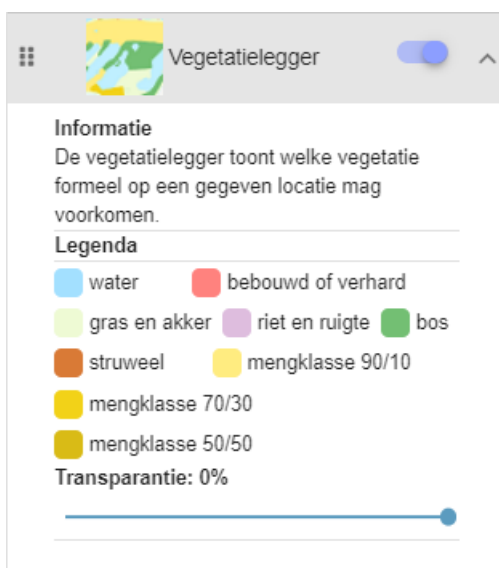 Vegetatielegger
Informatie
De vegetatielegger toont welke vegetatie
formeel op een gegeven locatie mag
voorkomen.
Legenda
water bebouwd of verhard
gras en akker riet en ruigte bos
struweel mengklasse 90/10
mengklasse 70/30
mengklasse 50/50
Transparantie: 0%